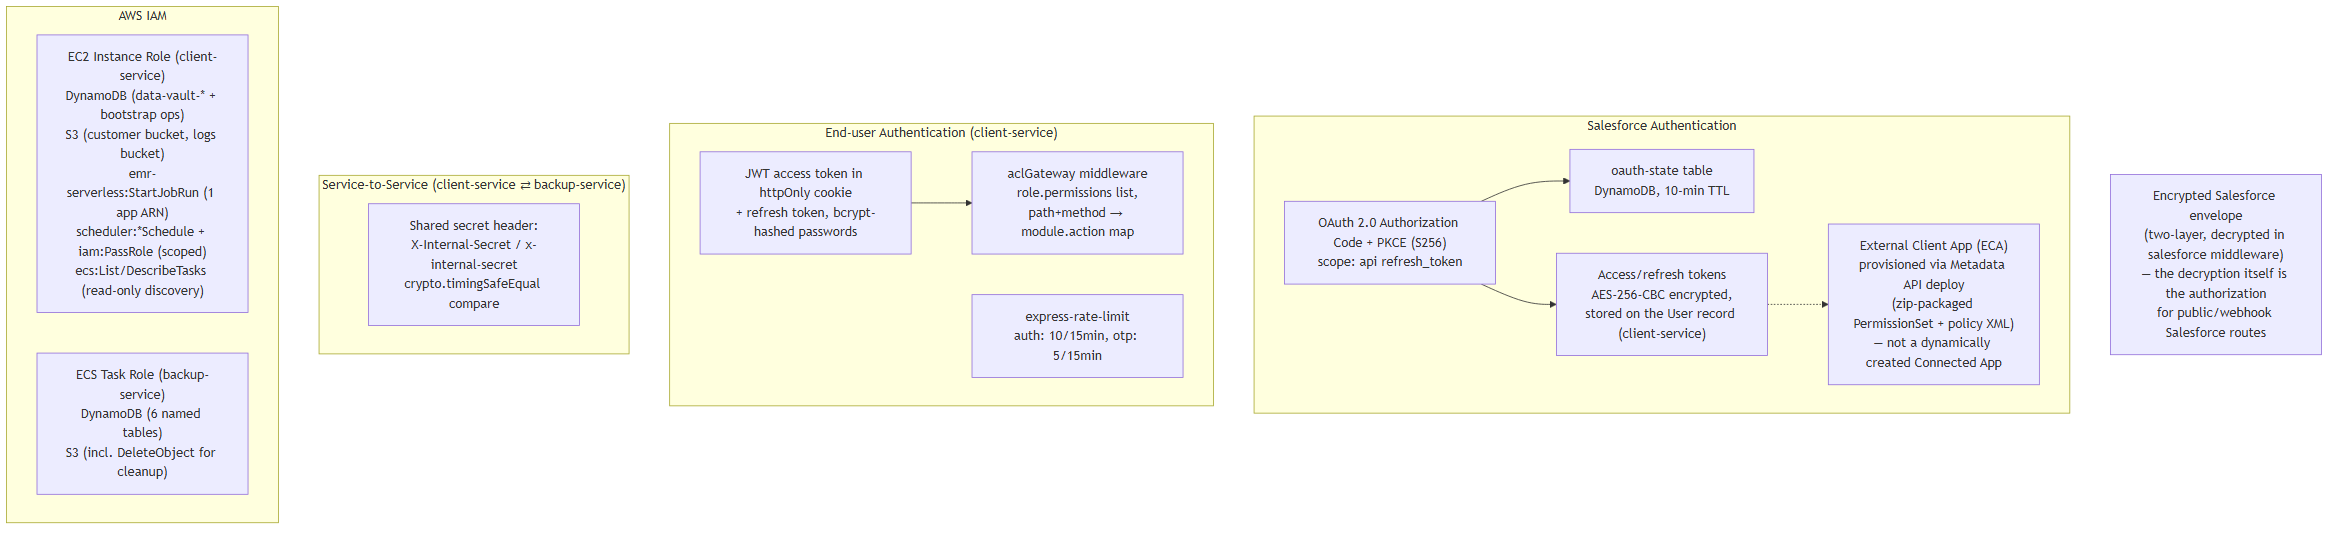 AWS IAM
EC2 Instance Role (client-
service)
DynamoDB (data-vault-* +
bootstrap ops)
S3 (customer bucket, logs
bucket)
emr-
serverless:StartJobRun (1
app ARN)
scheduler:*Schedule +
iam:PassRole (scoped)
ecs:List/DescribeTasks
(read-only discovery)
ECS Task Role (backup-
service)
DynamoDB (6 named
tables)
S3 (incl. DeleteObject for
cleanup)
Service-to-Service (client-service ⇄ backup-service)
Shared secret header:
X-Internal-Secret / x-
internal-secret
crypto.timingSafeEqual
compare
End-user Authentication (client-service)
JWT access token in
httpOnly cookie
+ refresh token, bcrypt-
hashed passwords
aclGateway middleware
role.permissions list,
path+method →
module.action map
express-rate-limit
auth: 10/15min, otp:
5/15min
Salesforce Authentication
OAuth 2.0 Authorization
Code + PKCE (S256)
scope: api refresh_token
oauth-state table
DynamoDB, 10-min TTL
Access/refresh tokens
AES-256-CBC encrypted,
stored on the User record
(client-service)
External Client App (ECA)
provisioned via Metadata
API deploy
(zip-packaged
PermissionSet + policy XML)
— not a dynamically
created Connected App
Encrypted Salesforce
envelope
(two-layer, decrypted in
salesforce middleware)
— the decryption itself is
the authorization
for public/webhook
Salesforce routes